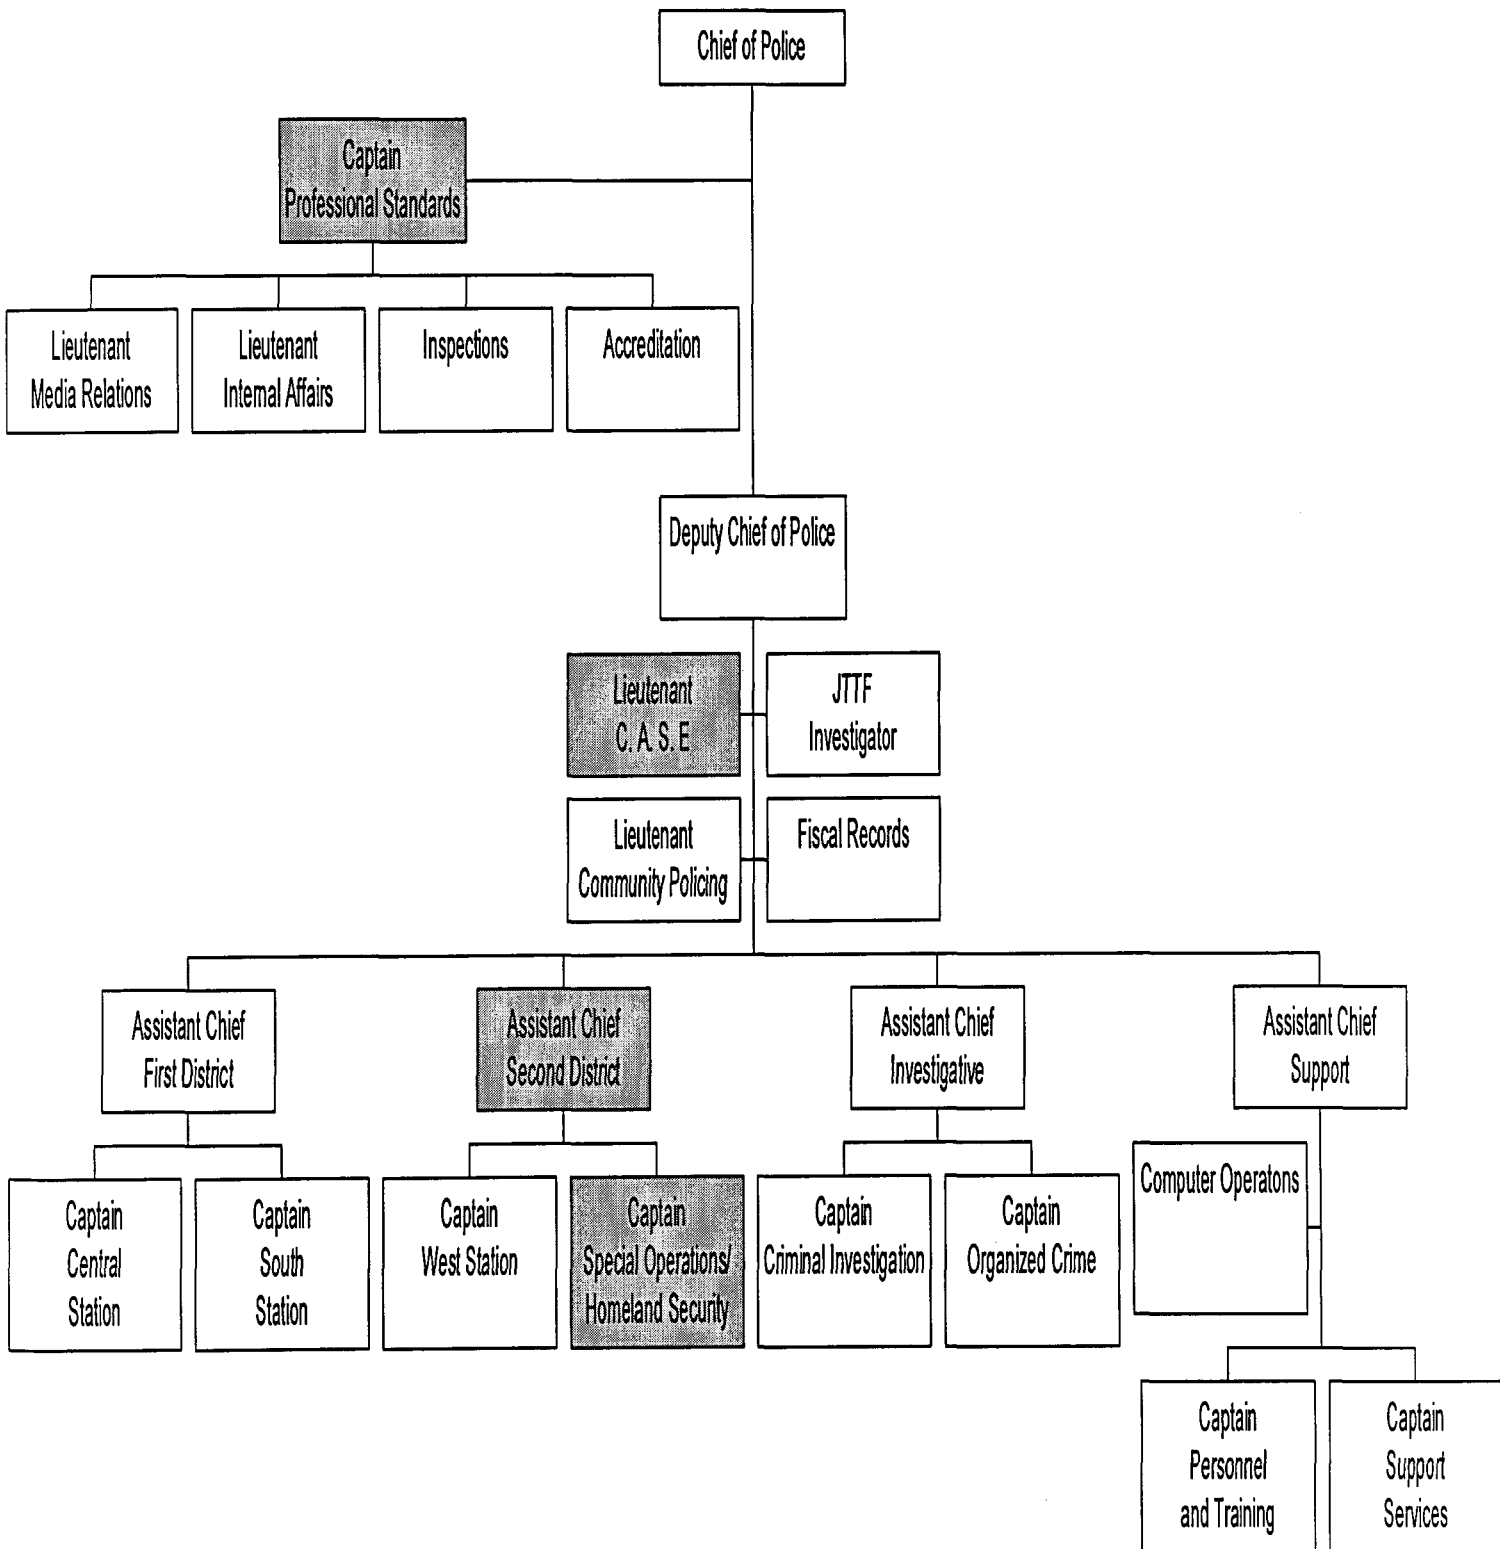 Chief of Police
Captain
Professional Standards
Lieutenant
Media Relations
Lieutenant
Internal Affairs
Inspections
Accreditation
Deputy Chief of Police
Lieutenant
C. A. S. E
JTTF
Investigator
Lieutenant
Community Policing
Fiscal Records
Assistant Chief
First District
Assistant Chief
Second District
Assistant Chief
Investigative
Assistant Chief
Support
Captain
Central
Station
Captain
South
Station
Captain
West Station
Captain
Special Operations/
Homeland Security
Captain
Criminal Investigation
Captain
Organized Crime
Computer Operatons
Captain
Personnel
and Training
Captain
Support
Services